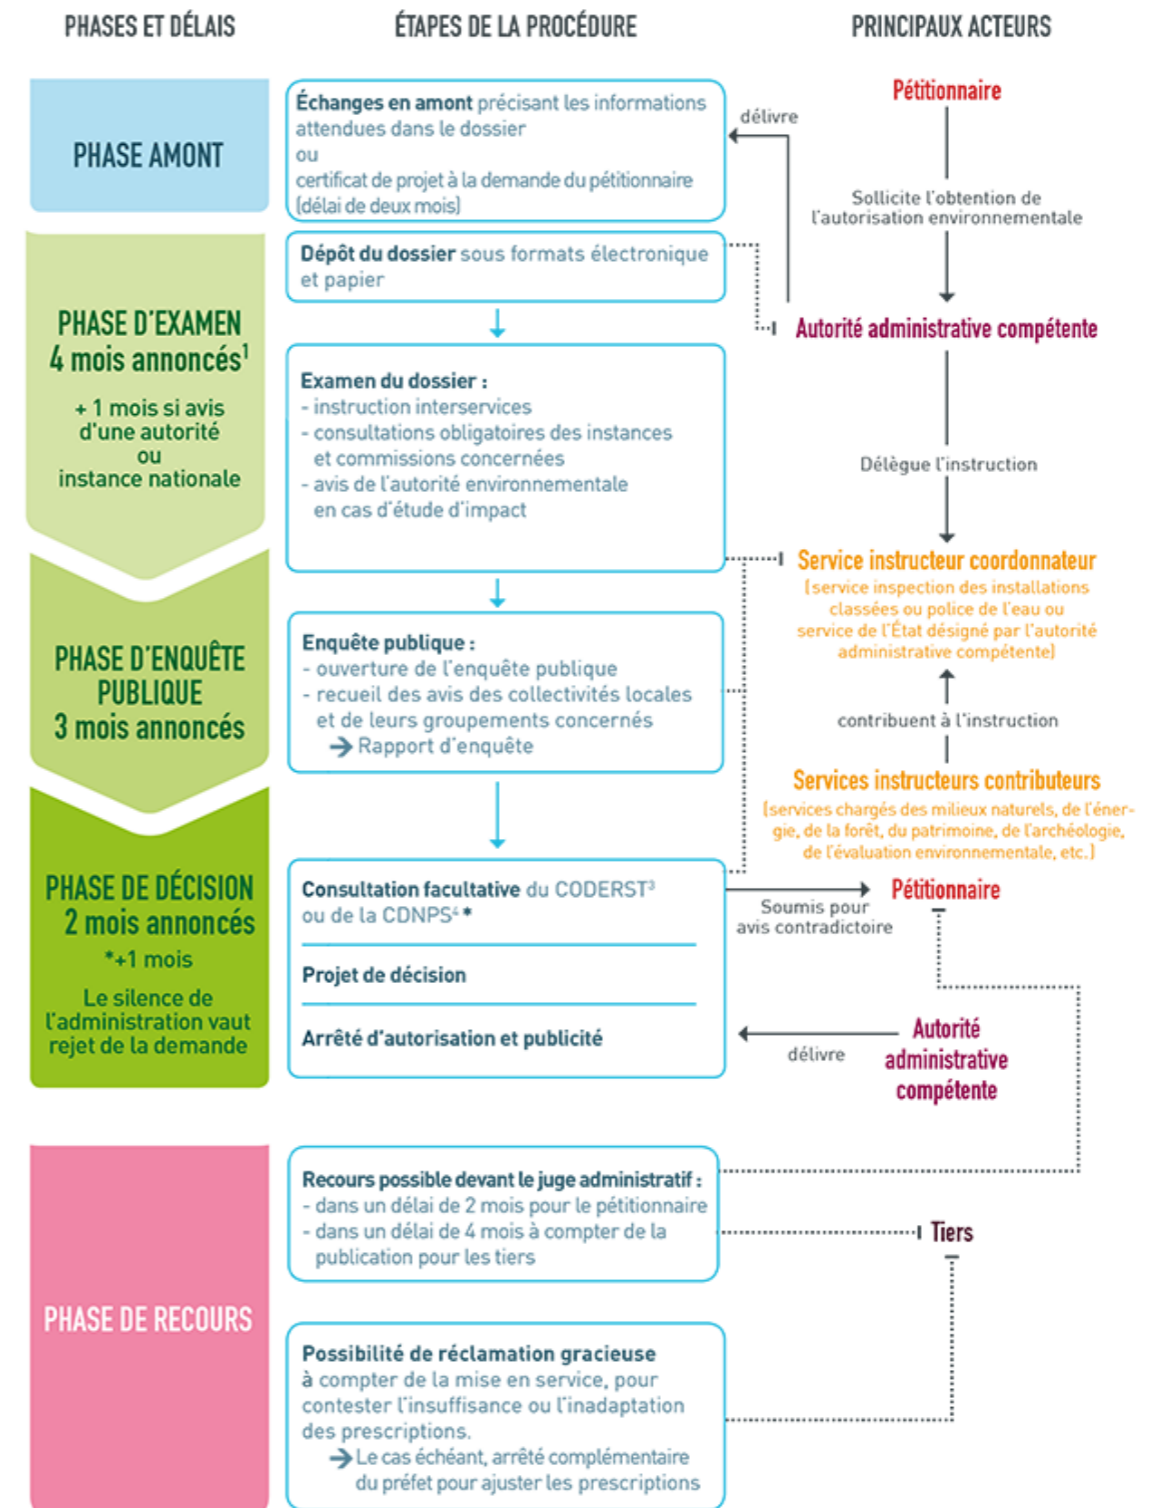 PHASES ET DÉLAIS
ÉTAPES DE LA PROCÉDURE
PRINCIPAUX ACTEURS
PHASE AMONT
Échanges en amont précisant les informations
attendues dans le dossier
ou
certificat de projet à la demande du pétitionnaire
(délai de deux mois)
délivre
Pétitionnaire
Sollicite l'obtention de
l'autorisation environnementale
Autorité administrative compétente
PHASE D'EXAMEN
4 mois annoncés¹
+ 1 mois si avis
d'une autorité
ou
instance nationale
Dépôt du dossier sous formats électronique
et papier
Examen du dossier :
- instruction interservices
- consultations obligatoires des instances
et commissions concernées
- avis de l'autorité environnementale
en cas d'étude d'impact
Délègue l'instruction
Service instructeur coordonnateur
(service inspection des installations
classées ou police de l'eau ou
service de l'État désigné par l'autorité
administrative compétente)
contribuent à l'instruction
Services instructeurs contributeurs
(services chargés des milieux naturels, de l'éner-
gie, de la forêt, du patrimoine, de l'archéologie,
de l'évaluation environnementale, etc.)
PHASE D'ENQUÊTE
PUBLIQUE
3 mois annoncés
Enquête publique :
- ouverture de l'enquête publique
- recueil des avis des collectivités locales
et de leurs groupements concernés
→ Rapport d'enquête
PHASE DE DÉCISION
2 mois annoncés
*+1 mois
Le silence de
l'administration vaut
rejet de la demande
Consultation facultative du CODERST³
ou de la CDNPS⁴*
Projet de décision
Arrêté d'autorisation et publicité
Pétitionnaire
Soumis pour
avis contradictoire
Autorité
administrative
compétente
délivre
PHASE DE RECOURS
Recours possible devant le juge administratif :
- dans un délai de 2 mois pour le pétitionnaire
- dans un délai de 4 mois à compter de la
publication pour les tiers
Tiers
Possibilité de réclamation gracieuse
à compter de la mise en service, pour
contester l'insuffisance ou l'inadaptation
des prescriptions.
→ Le cas échéant, arrêté complémentaire
du préfet pour ajuster les prescriptions